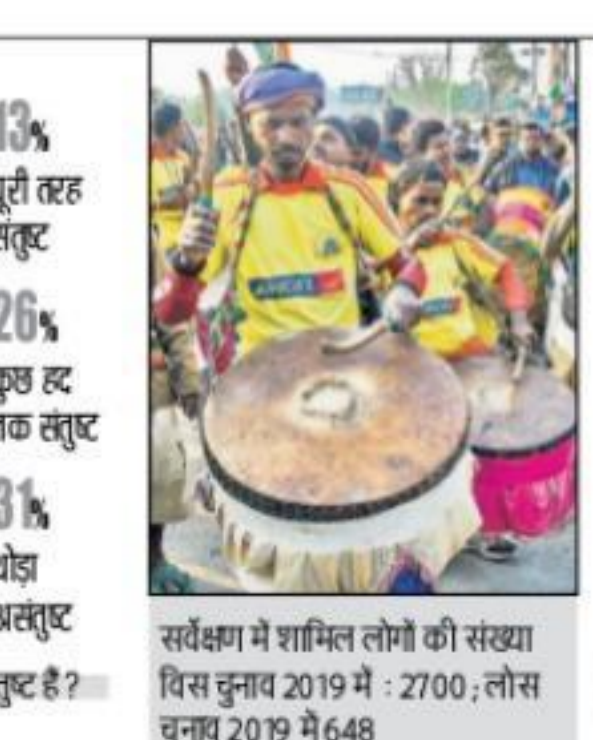 13%
पूरी तरह
संतुष्ट
26%
कुछ हद
तक संतुष्ट
31%
थोड़ा
असंतुष्ट
हैं ?
सर्वेक्षण में शामिल लोगों की संख्या
विस चुनाव 2019 में : 2700 ; लोस
चुनाव 2019 में 648